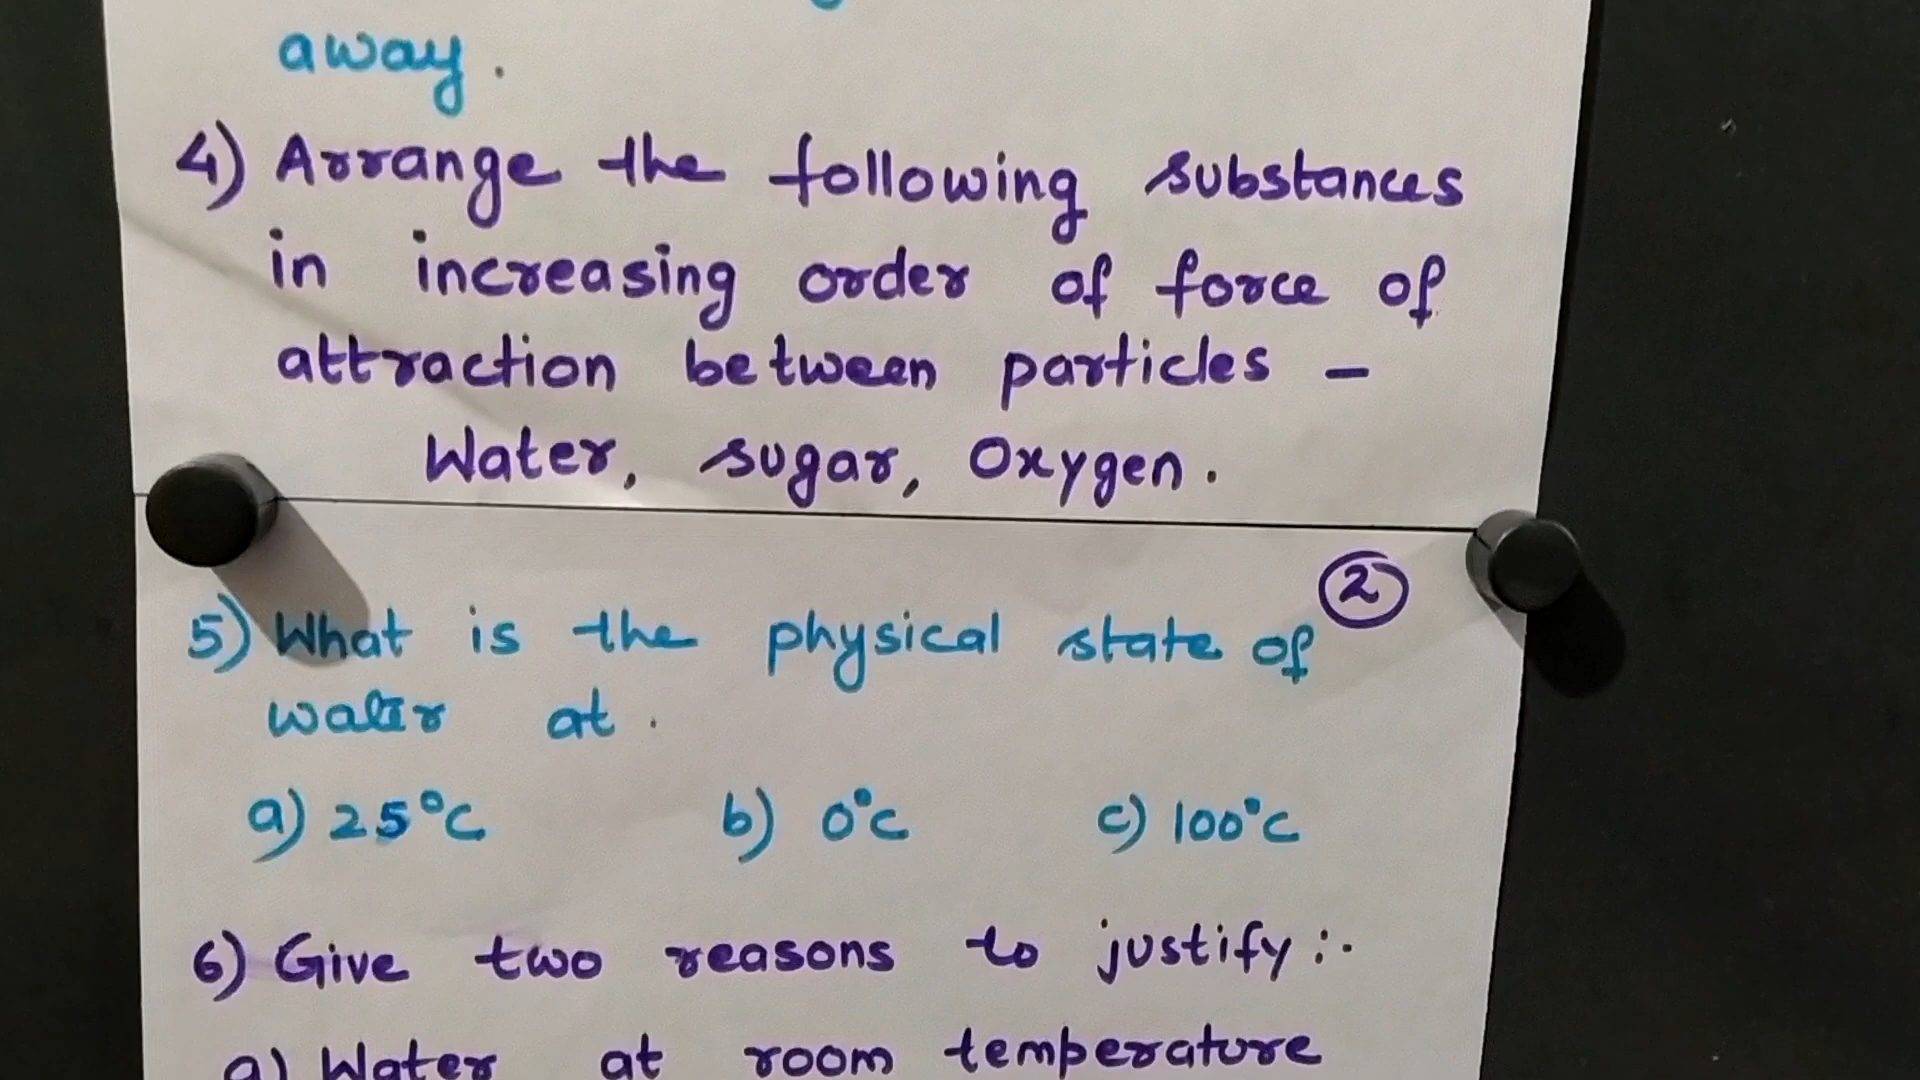 away.
4) Arrange the following substances
in increasing order of force of
attraction between particles -
Water, sugar, Oxygen.
2
5) What is the physical state of
water at.
a) 25°C b) 0°C c) 100°C
6) Give two reasons to justify:-
a) Water at room temperature